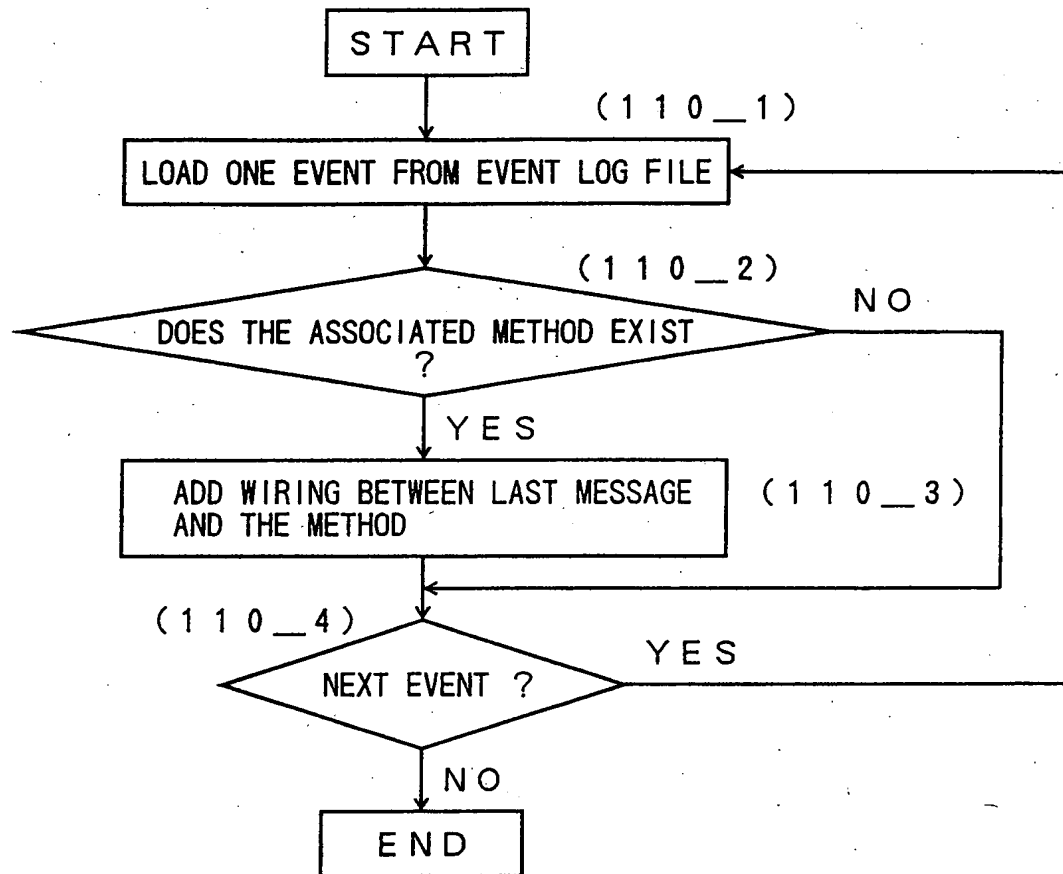 START
(110_1)
LOAD ONE EVENT FROM EVENT LOG FILE
(110_2)
NO
DOES THE ASSOCIATED METHOD EXIST
?
YES
ADD WIRING BETWEEN LAST MESSAGE
AND THE METHOD
(110_3)
(110_4)
YES
NEXT EVENT ?
NO
END